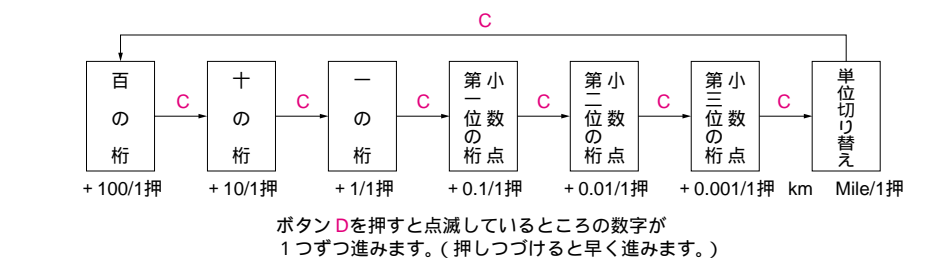 C
百の桁
C
十の桁
C
一の桁
C
小数点
第一位の桁
C
小数点
第二位の桁
C
小数点
第三位の桁
C
単位切り替え
+ 100/1押
+ 10/1押
+ 1/1押
+ 0.1/1押
+ 0.01/1押
+ 0.001/1押
km Mile/1押
ボタン Dを押すと点滅しているところの数字が
1つずつ進みます。(押しつづけると早く進みます。)